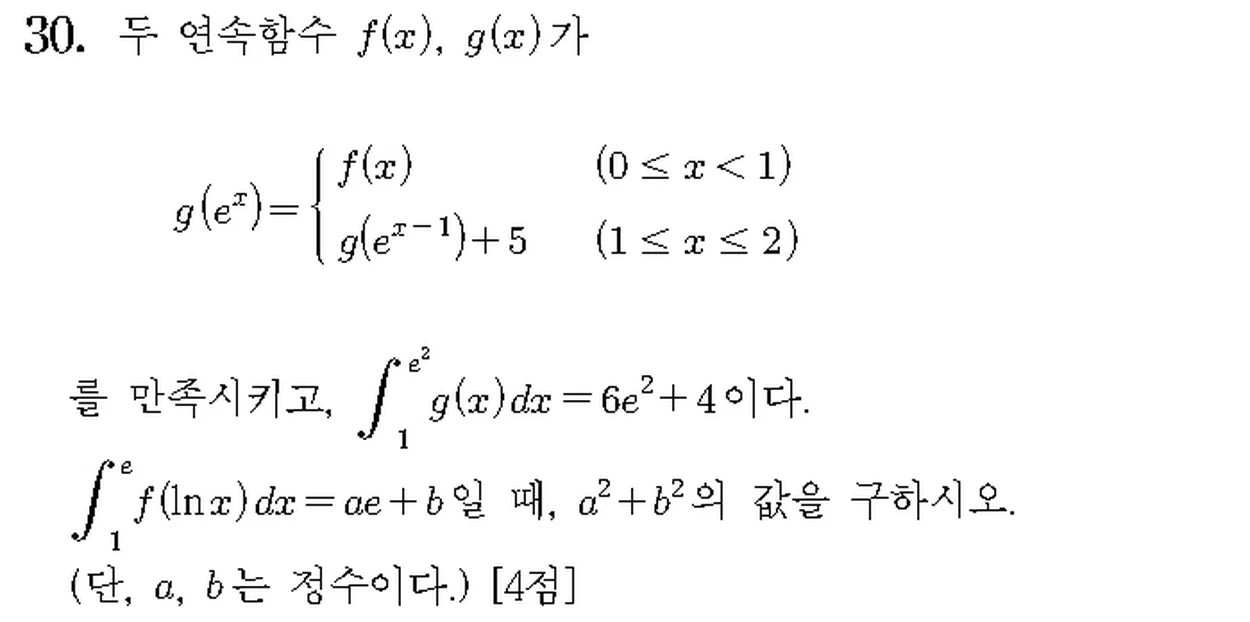 30. 두 연속함수 f(x), g(x)가
g(e^x) = { f(x) (0 ≤ x < 1)
g(e^{x-1})+5 (1 ≤ x ≤ 2)
를 만족시키고, ∫_1^{e^2} g(x)dx = 6e^2+4이다.
∫_1^e f(ln x)dx = ae+b일 때, a^2+b^2의 값을 구하시오.
(단, a, b는 정수이다.) [4점]